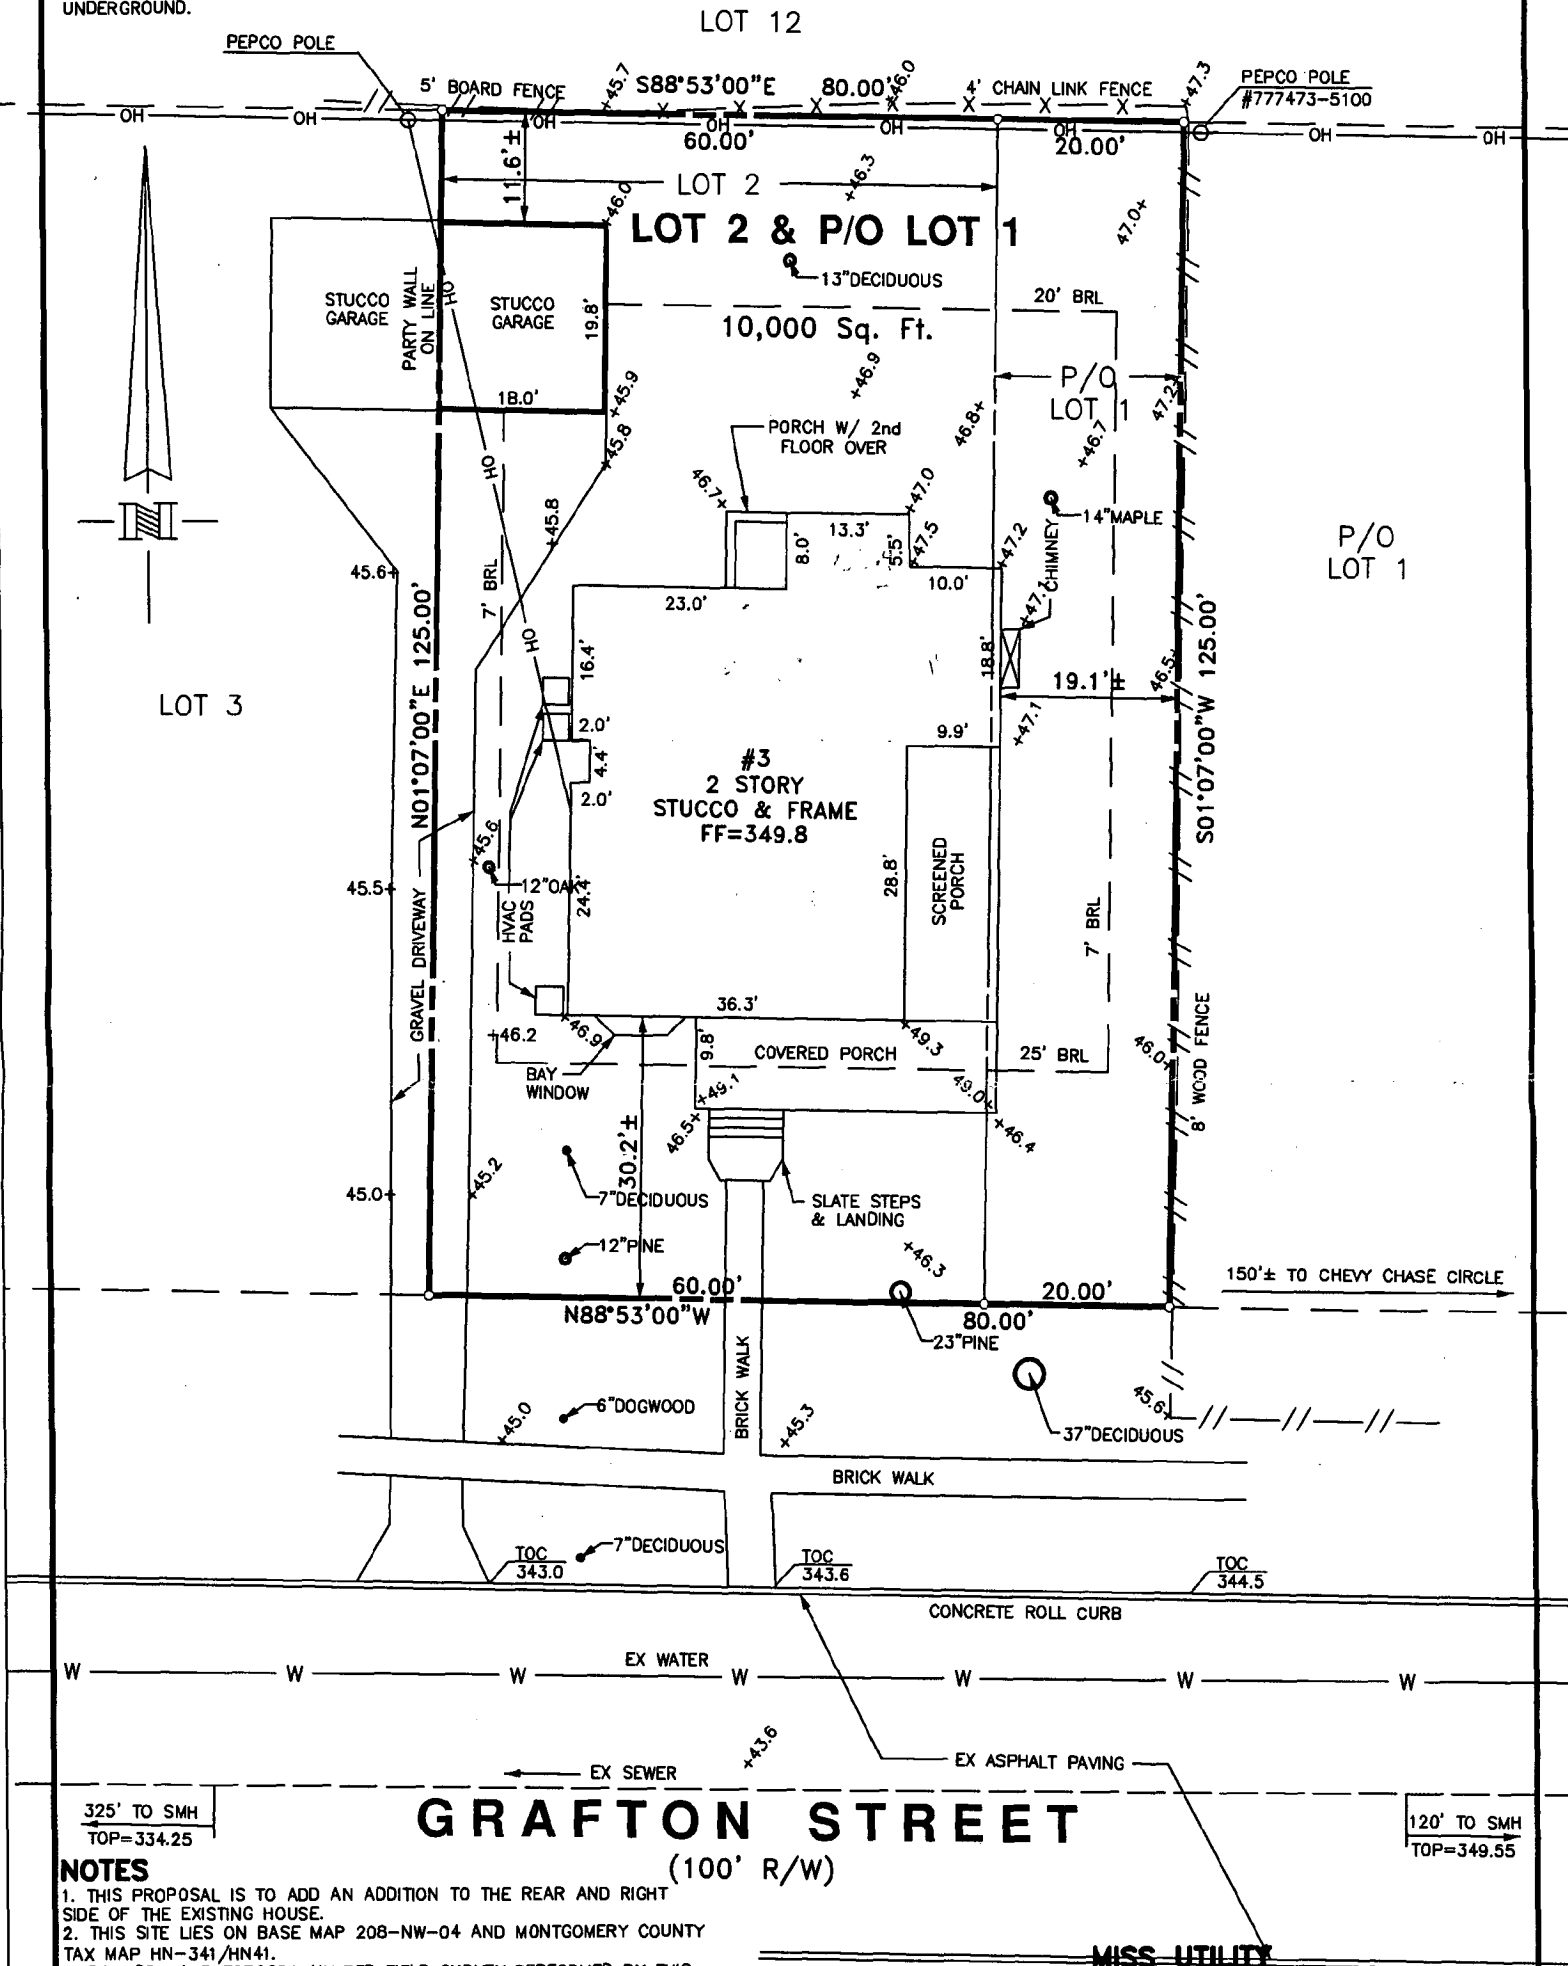 UNDERGROUND.
LOT 12
PEPCO POLE
5' BOARD FENCE
45.7
S88°53'00"E
80.00'
46.0
4' CHAIN LINK FENCE
47.3
PEPCO POLE
#777473-5100
OH
OH
OH
OH
OH
OH
OH
OH
60.00'
20.00'
11.6'±
LOT 2
46.3
46.0
LOT 2 & P/O LOT 1
47.0
13"DECIDUOUS
STUCCO
GARAGE
PARTY WALL
ON LINE
OH
STUCCO
GARAGE
19.8'
20' BRL
10,000 Sq. Ft.
46.9
P/O
LOT 1
47.2
18.0'
45.9
45.8
46.8
46.7
PORCH W/ 2nd
FLOOR OVER
OH
46.7
47.0
13.3'
8.0'
5.5'
47.5
47.2
14"MAPLE
CHIMNEY
45.8
N
P/O
LOT 1
45.6
7' BRL
10.0'
23.0'
47.1
OH
N01°07'00"E 125.00'
S01°07'00"W 125.00'
16.4'
18.8'
46.5
19.1'±
LOT 3
2.0'
47.1
9.9'
4.4'
#3
2 STORY
STUCCO & FRAME
FF=349.8
2.0'
45.6
45.5
12"OAK
24.4'
28.8'
SCREENED
PORCH
HVAC
PADS
7' BRL
GRAVEL DRIVEWAY
36.3'
46.2
46.9
49.3
9.8'
COVERED PORCH
25' BRL
46.0
8' WOOD FENCE
BAY
WINDOW
49.1
49.0
46.5
46.4
30.2'±
45.2
45.0
7"DECIDUOUS
SLATE STEPS
& LANDING
12"PINE
46.3
150'± TO CHEVY CHASE CIRCLE
60.00'
20.00'
N88°53'00"W
80.00'
23"PINE
BRICK WALK
6"DOGWOOD
45.0
45.3
45.6
37"DECIDUOUS
BRICK WALK
7"DECIDUOUS
TOC
343.0
TOC
343.6
TOC
344.5
CONCRETE ROLL CURB
EX WATER
W
W
W
W
W
W
W
43.6
EX ASPHALT PAVING
EX SEWER
325' TO SMH
TOP=334.25
GRAFTON STREET
(100' R/W)
120' TO SMH
TOP=349.55
NOTES
1. THIS PROPOSAL IS TO ADD AN ADDITION TO THE REAR AND RIGHT
SIDE OF THE EXISTING HOUSE.
2. THIS SITE LIES ON BASE MAP 208-NW-04 AND MONTGOMERY COUNTY
TAX MAP HN-341/HN41.
MISS UTILITY